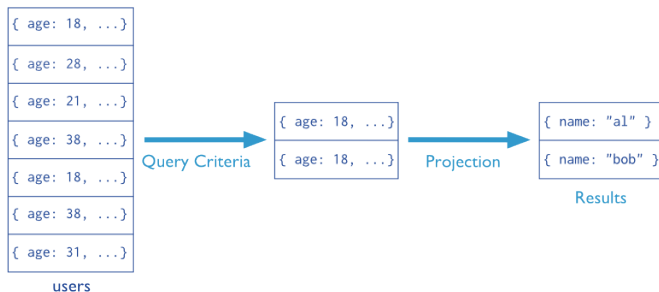 { age: 18, ...}
{ age: 28, ...}
{ age: 21, ...}
{ age: 38, ...}
{ age: 18, ...}
{ age: 38, ...}
{ age: 31, ...}
users
Query Criteria
{ age: 18, ...}
{ age: 18, ...}
Projection
{ name: "al" }
{ name: "bob" }
Results